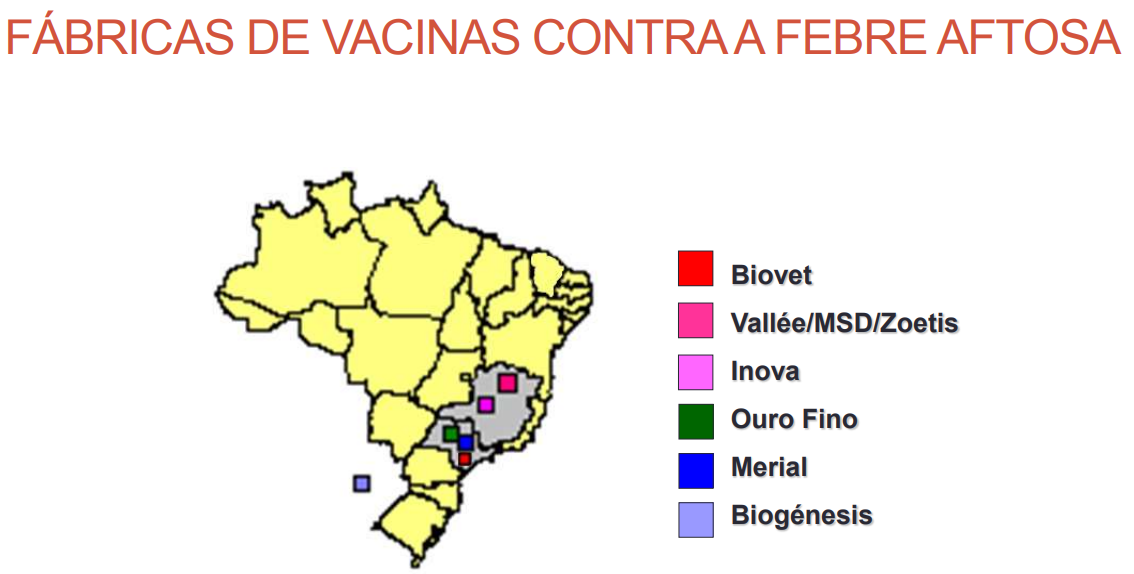 FÁBRICAS DE VACINAS CONTRA A FEBRE AFTOSA
Biovet
Vallée/MSD/Zoetis
Inova
Ouro Fino
Merial
Biogénesis